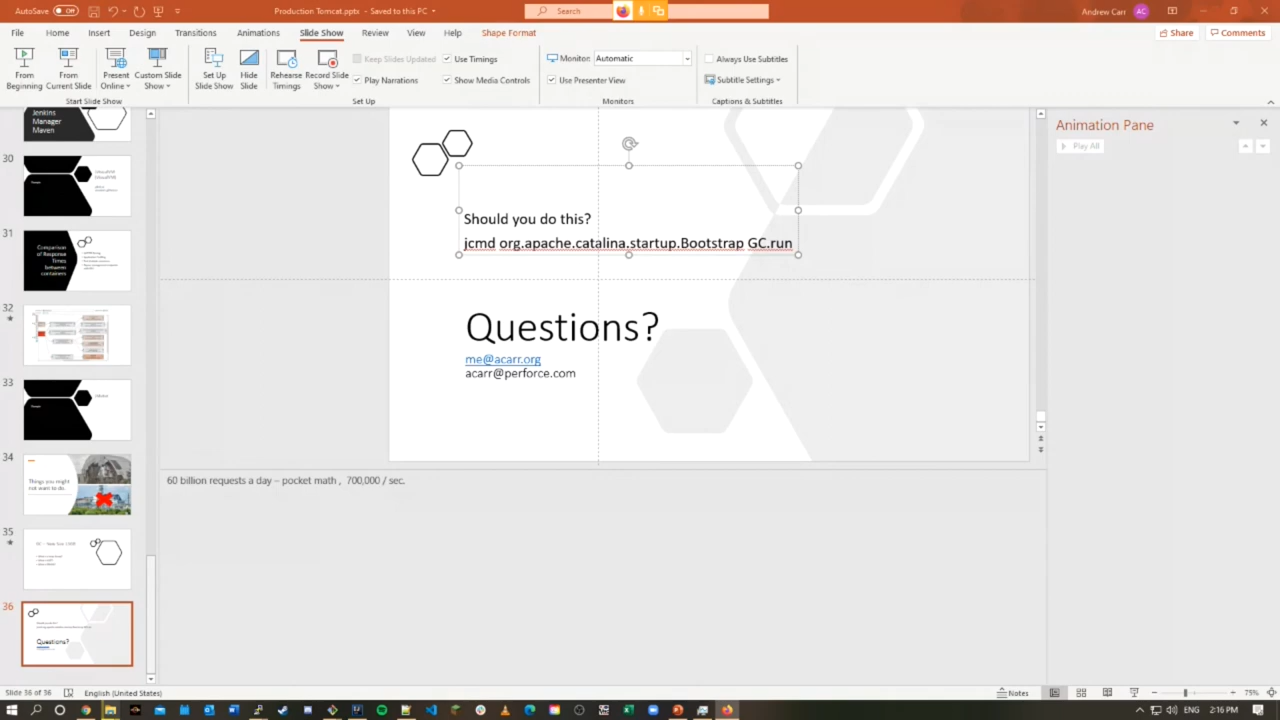 AutoSave Off Production Tomcat.pptx - Saved to this PC Search Andrew Carr AC
File Home Insert Design Transitions Animations Slide Show Review View Help Shape Format Share Comments
From Beginning
From Current Slide
Present Online
Custom Slide Show
Set Up Slide Show
Hide Slide
Rehearse Timings
Record Slide Show
Keep Slides Updated
Play Narrations
Use Timings
Show Media Controls
Monitor: Automatic
Use Presenter View
Always Use Subtitles
Subtitle Settings
Start Slide Show Set Up Monitors Captions & Subtitles
Jenkins
Manager
Maven
30
31
Comparison
of Response
Times
between
containers
32
33
34
Things you might
not want to do
35
36
Questions?
Should you do this?
jcmd org.apache.catalina.startup.Bootstrap GC.run
Questions?
me@acarr.org
acarr@perforce.com
60 billion requests a day – pocket math , 700,000 / sec.
Animation Pane
Play All
Slide 36 of 36 English (United States) Notes 75%
ENG 2:16 PM